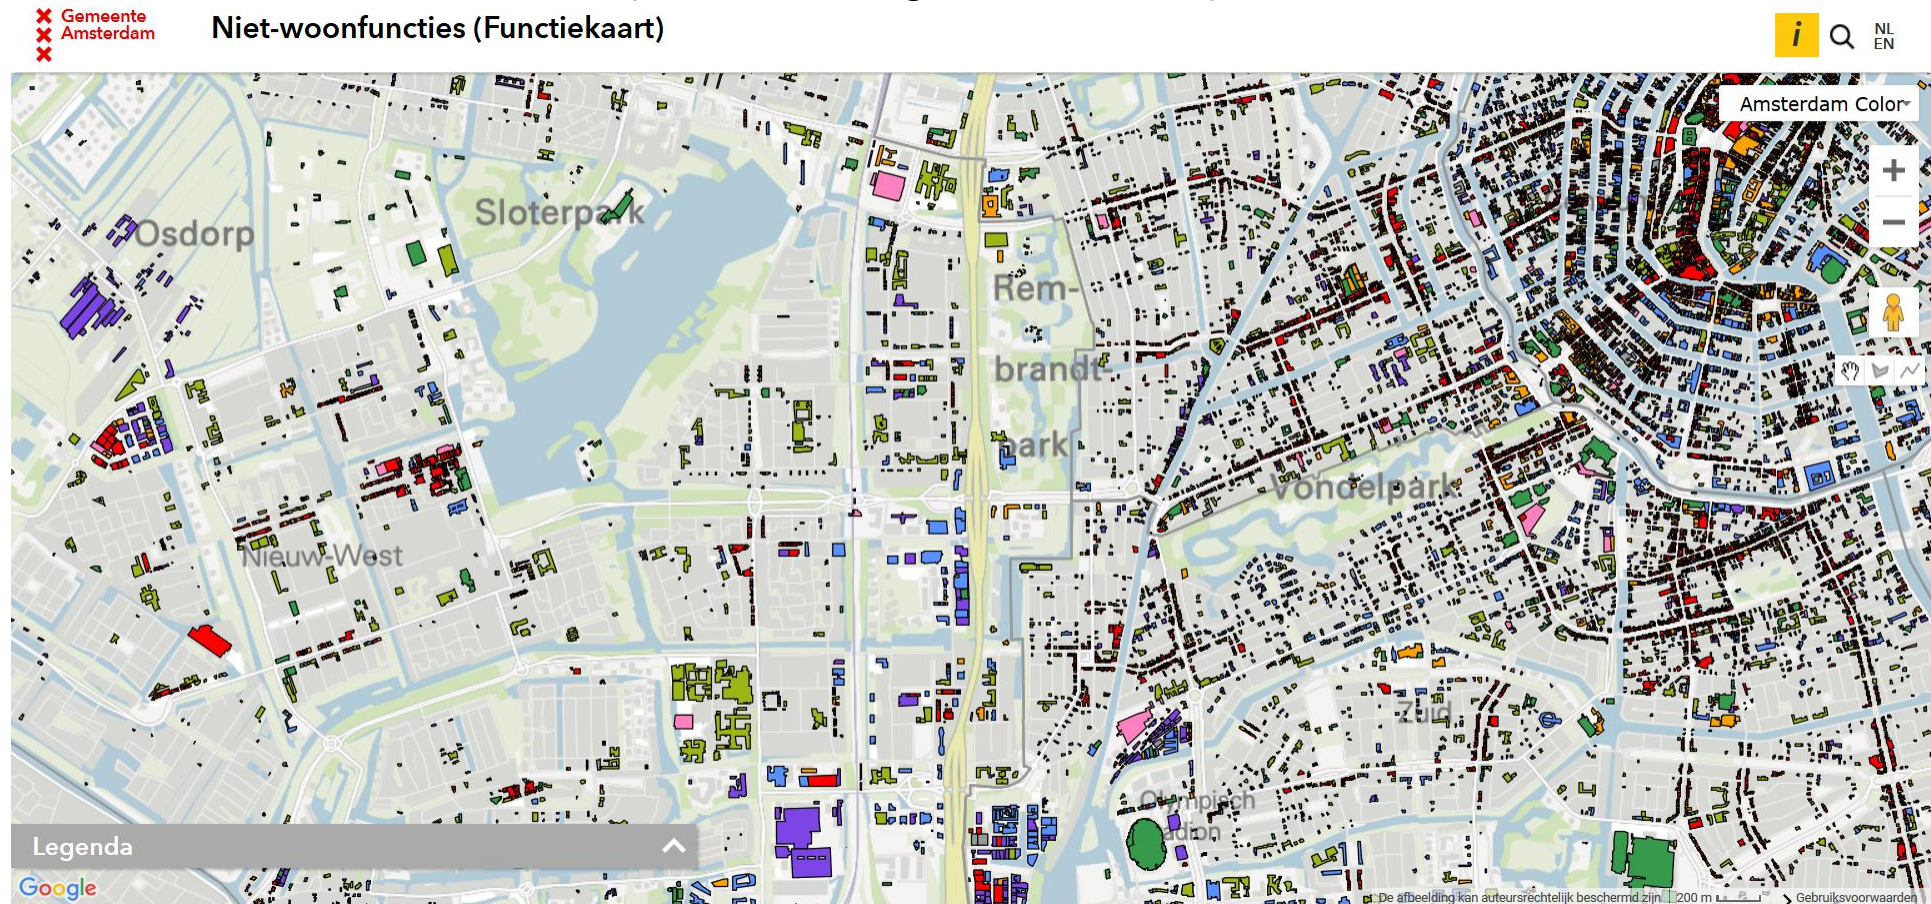 Gemeente
Amsterdam
Niet-woonfuncties (Functiekaart)
i
NL
EN
Amsterdam Color
+
−
Osdorp
Sloterpark
Rem-
brandt-
park
Vondelpark
Nieuw-West
Zuid
Olympisch
Legenda
Google
De afbeelding kan auteursrechtelijk beschermd zijn
200 m
Gebruiksvoorwaarden